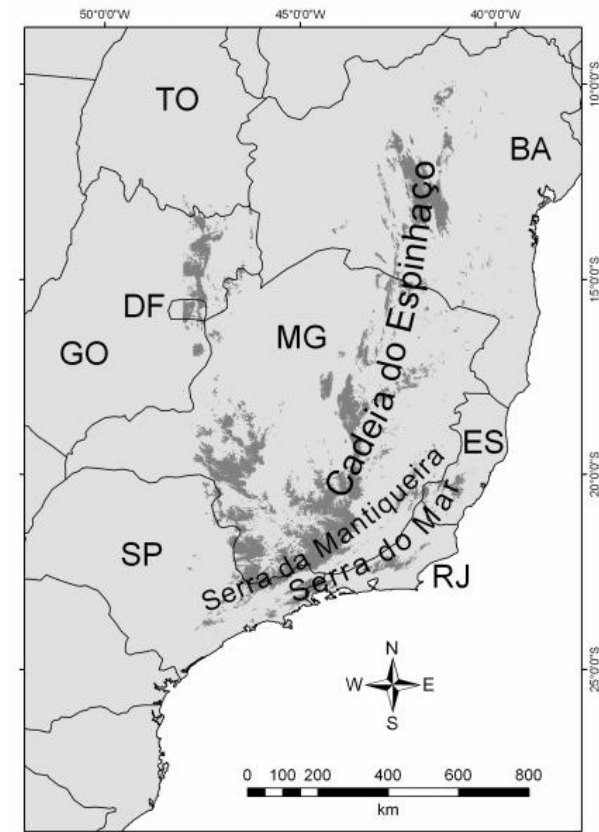 50°0'0"W 45°0'0"W 40°0'0"W
TO
10°0'0"S
BA
Cadeia do Espinhaço
15°0'0"S
DF
MG
GO
ES
20°0'0"S
Serra da Mantiqueira
Serra do Mar
SP
RJ
25°0'0"S
N
W E
S
0 100 200 400 600 800
km